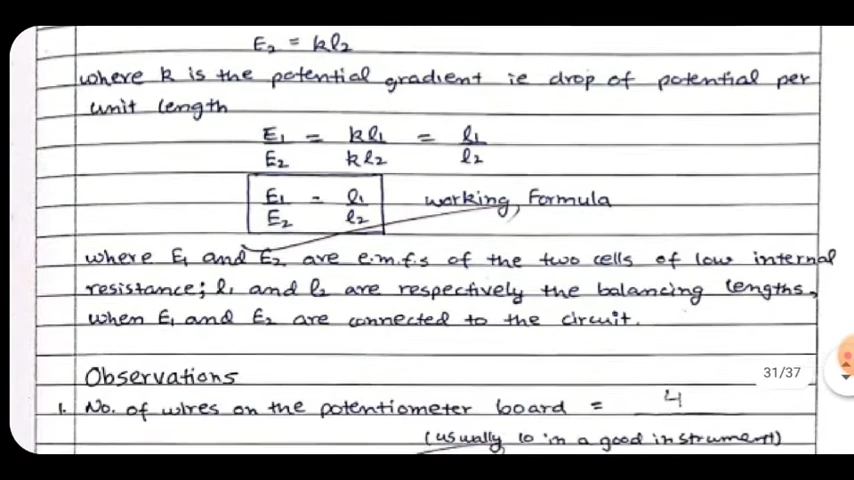 E₂ = kl₂
where k is the potential gradient ie drop of potential per
unit length
E₁/E₂ = kl₁/kl₂ = l₁/l₂
E₁/E₂ = l₁/l₂ working, Formula
where E₁ and E₂ are e.m.f.s of the two cells of low internal
resistance; l₁ and l₂ are respectively the balancing lengths,
when E₁ and E₂ are connected to the circuit.
Observations
31/37
1. No. of wires on the potentiometer board = 4
(usually 10 in a good instrument)